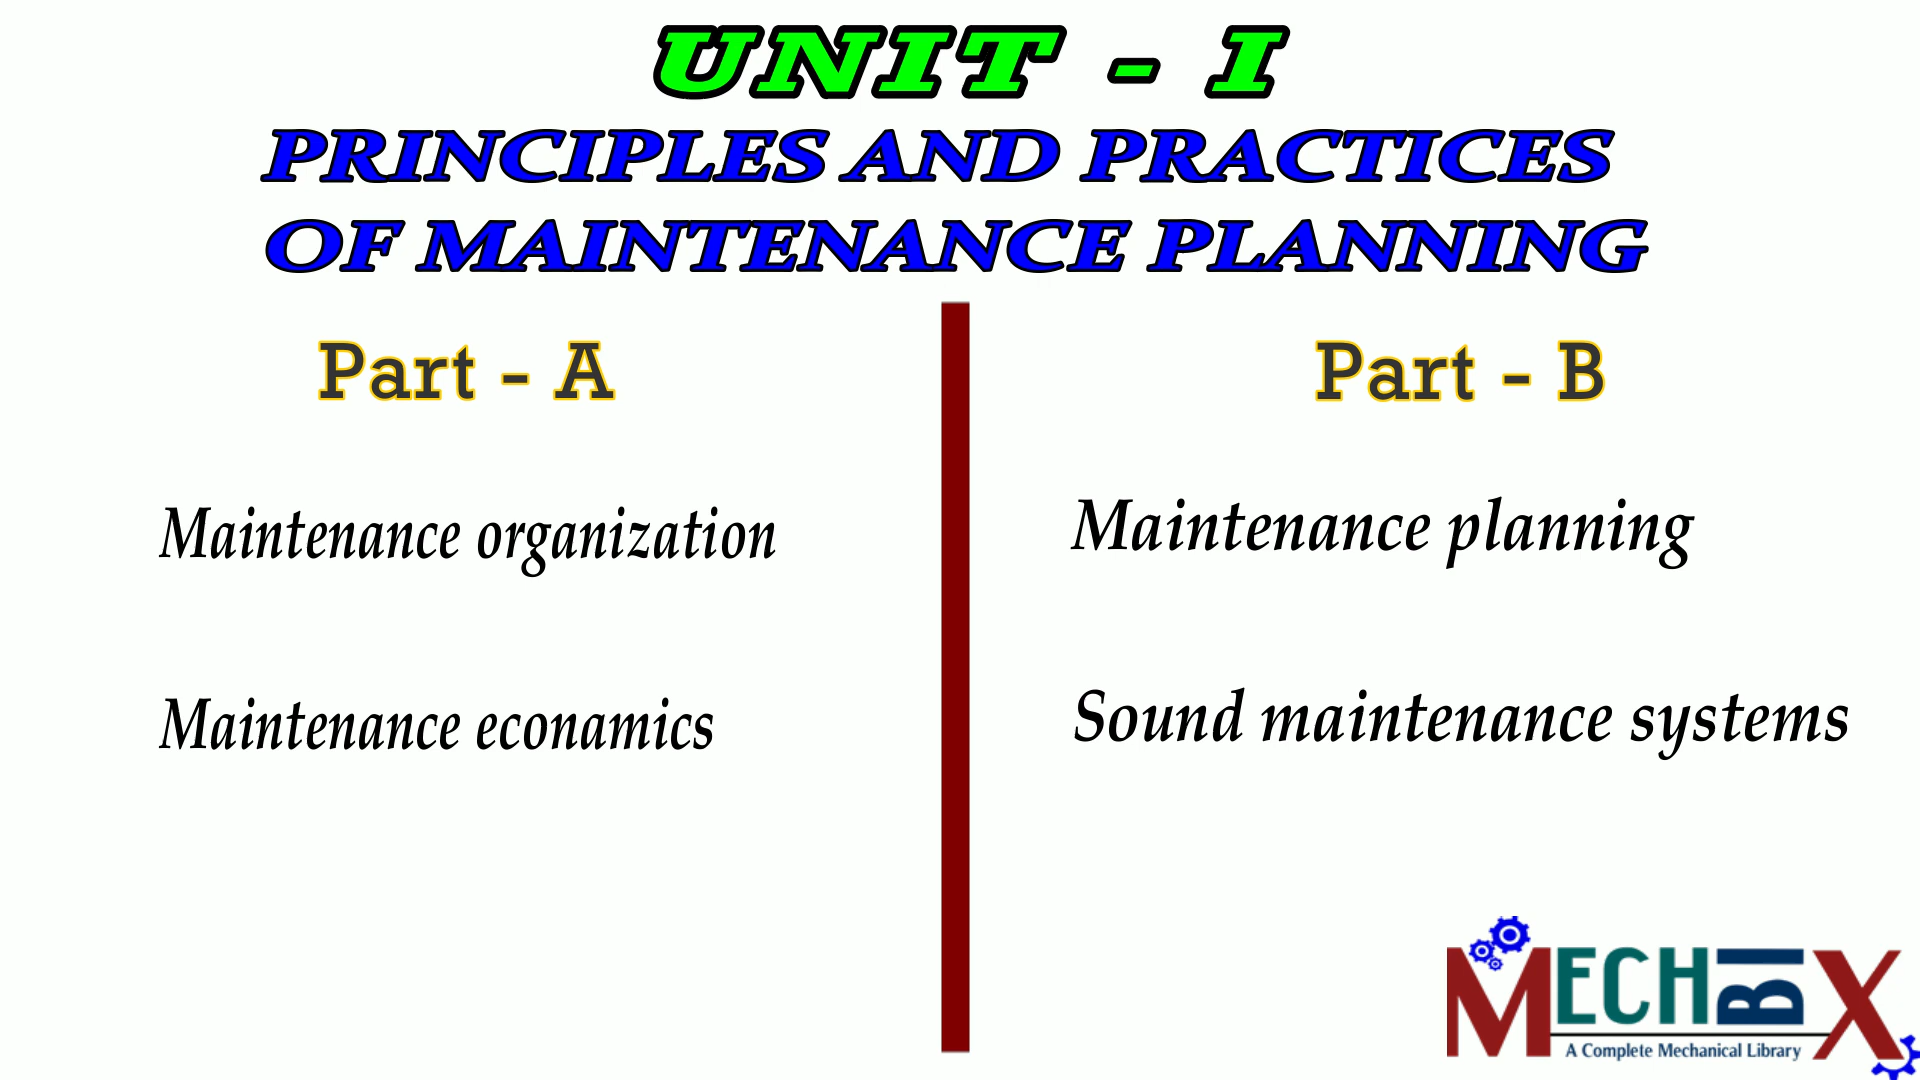 UNIT - I
PRINCIPLES AND PRACTICES
OF MAINTENANCE PLANNING
Part - A
Maintenance organization
Maintenance economics
Part - B
Maintenance planning
Sound maintenance systems
MECHBIX
A Complete Mechanical Library